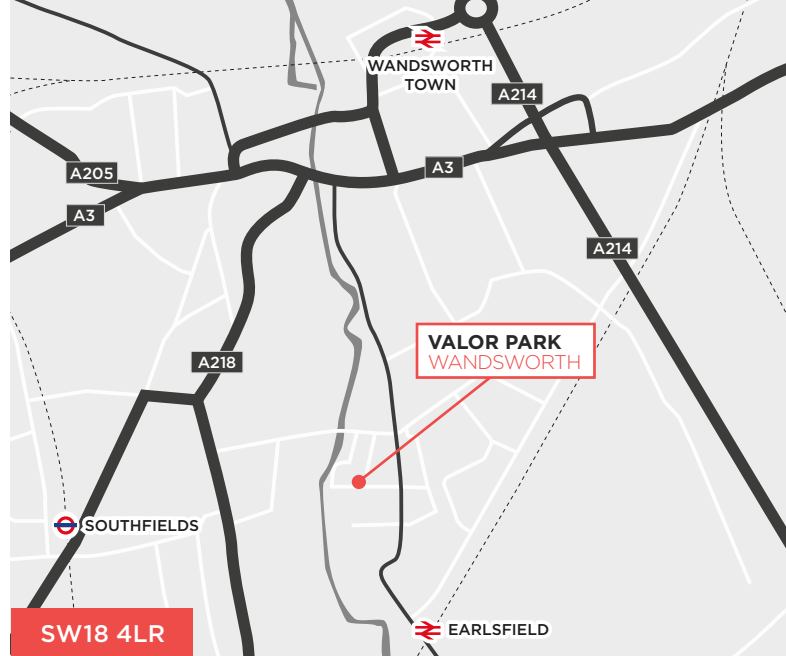 WANDSWORTH
TOWN
A214
A205
A3
A3
A214
VALOR PARK
WANDSWORTH
A218
SOUTHFIELDS
SW18 4LR
EARLSFIELD